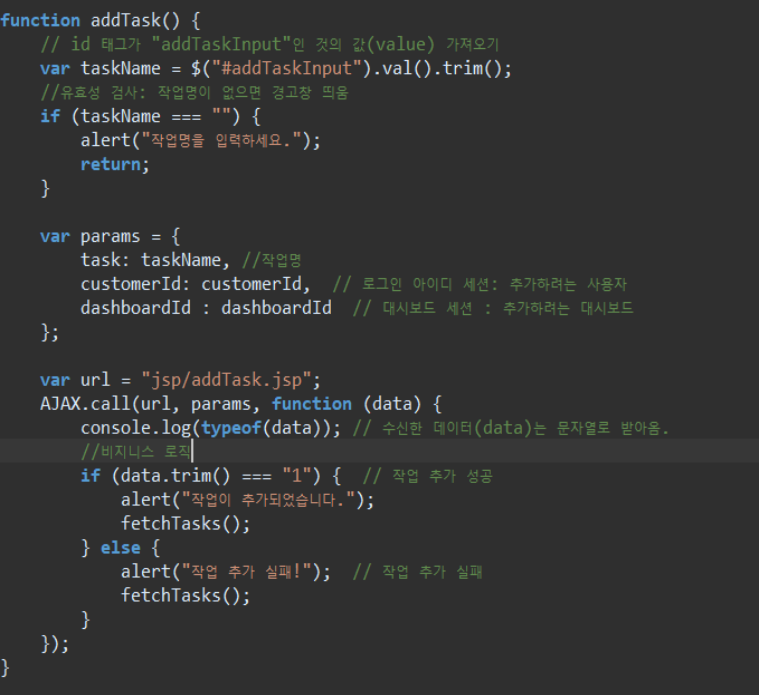 function addTask() {
    // id 태그가 "addTaskInput"인 것의 값(value) 가져오기
    var taskName = $("#addTaskInput").val().trim();
    //유효성 검사: 작업명이 없으면 경고창 띄움
    if (taskName === "") {
        alert("작업명을 입력하세요.");
        return;
    }

    var params = {
        task: taskName, //작업명
        customerId: customerId,  // 로그인 아이디 세션: 추가하려는 사용자
        dashboardId : dashboardId  // 대시보드 세션 : 추가하려는 대시보드
    };

    var url = "jsp/addTask.jsp";
    AJAX.call(url, params, function (data) {
        console.log(typeof(data)); // 수신한 데이터(data)는 문자열로 받아옴.
        //비지니스 로직
        if (data.trim() === "1") {  // 작업 추가 성공
            alert("작업이 추가되었습니다.");
            fetchTasks();
        } else {
            alert("작업 추가 실패!");  // 작업 추가 실패
            fetchTasks();
        }
    });
}